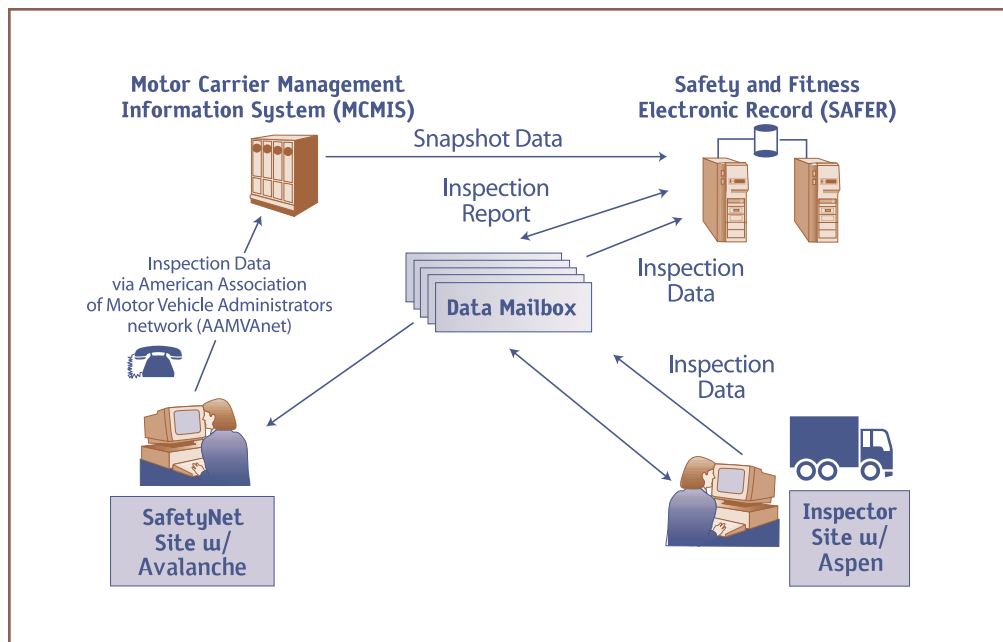 Motor Carrier Management
Information System (MCMIS)
Safety and Fitness
Electronic Record (SAFER)
Snapshot Data
Inspection
Report
Inspection Data
via American Association
of Motor Vehicle Administrators
network (AAMVAnet)
Inspection
Data
Data Mailbox
Inspection
Data
SafetyNet
Site w/
Avalanche
Inspector
Site w/
Aspen